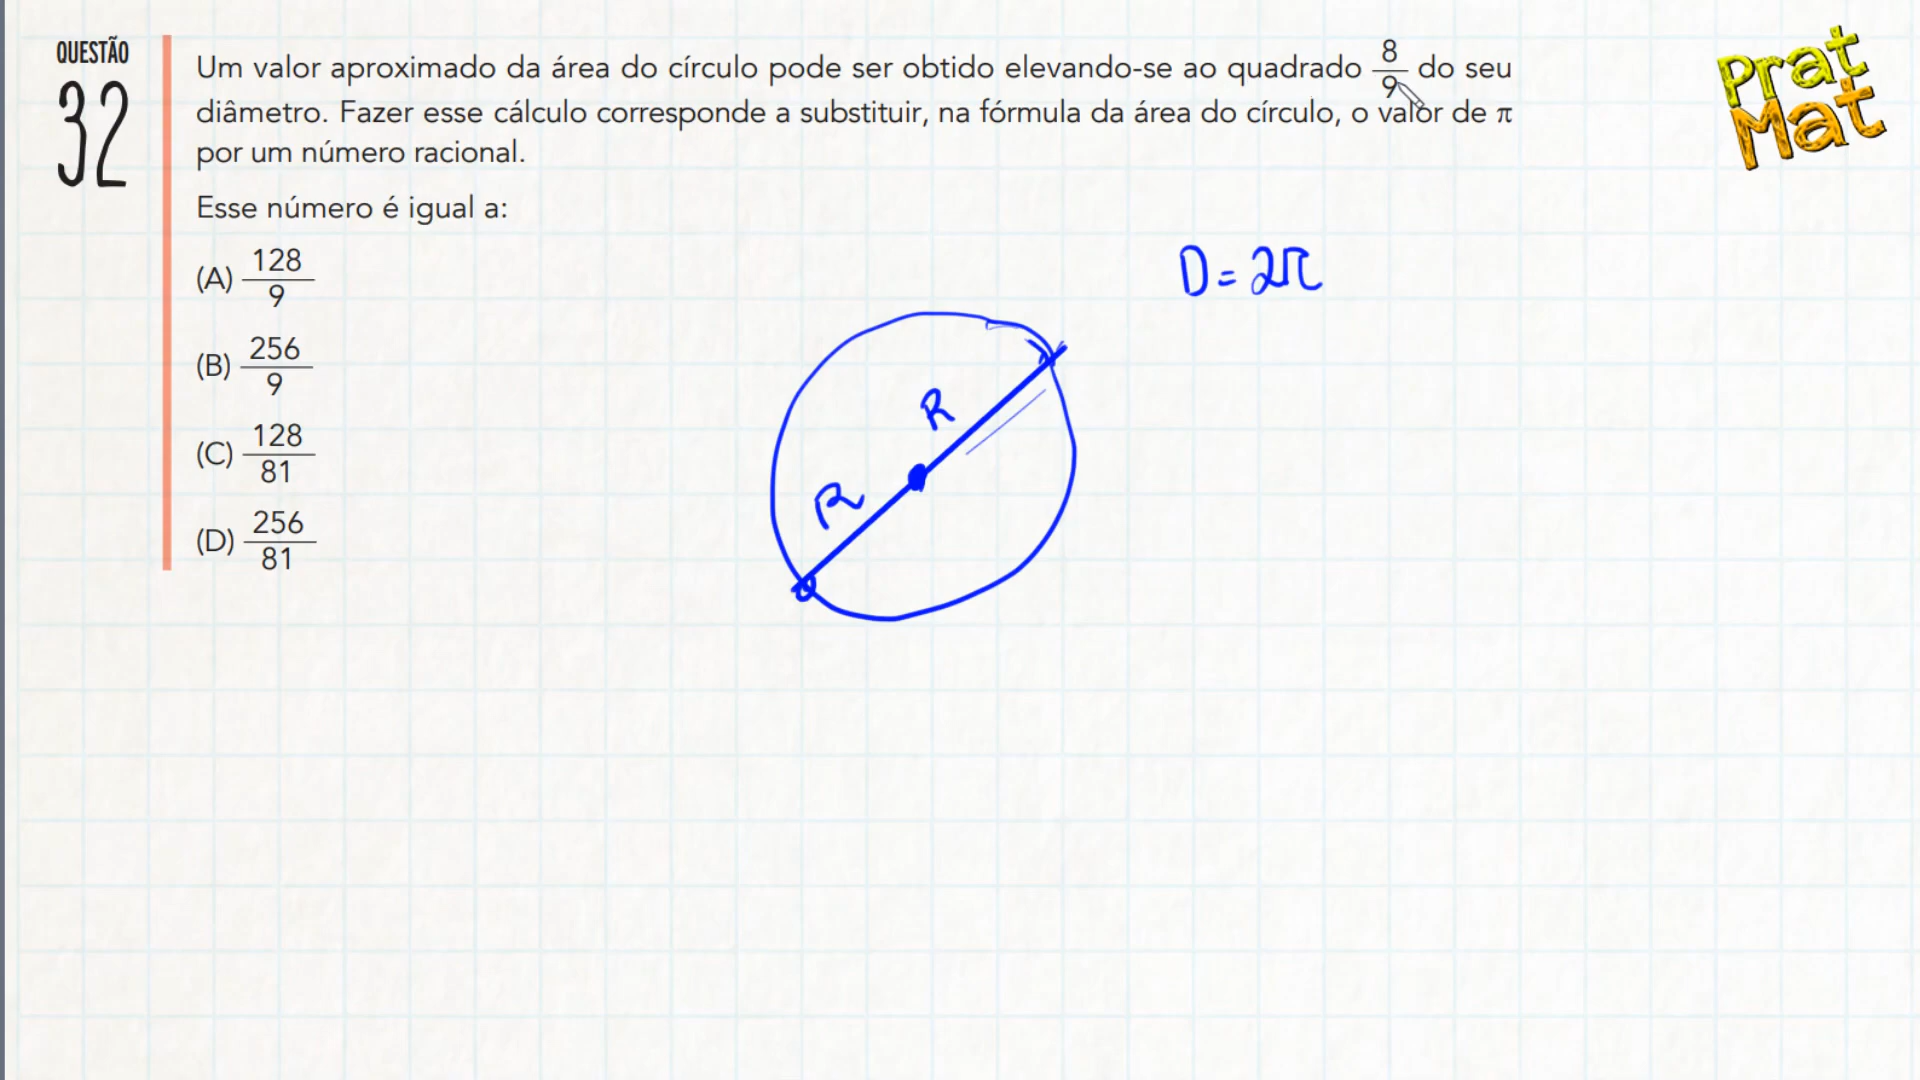 QUESTÃO
32
Um valor aproximado da área do círculo pode ser obtido elevando-se ao quadrado 8/9 do seu
diâmetro. Fazer esse cálculo corresponde a substituir, na fórmula da área do círculo, o valor de π
por um número racional.
Esse número é igual a:
(A) 128/9
(B) 256/9
(C) 128/81
(D) 256/81
Prat
Mat
D = 2R
R
R